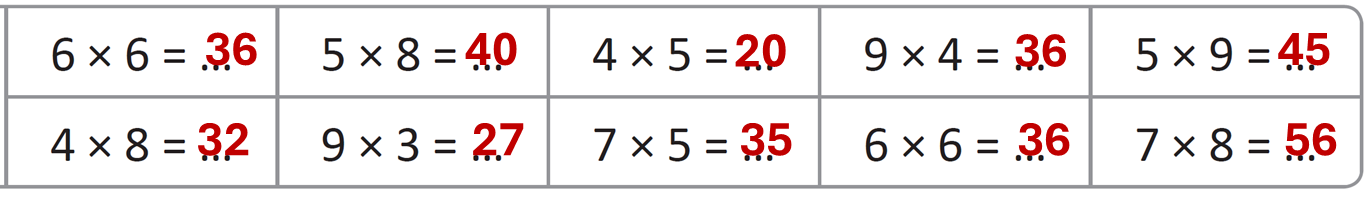 6 × 6 = 36 5 × 8 = 40 4 × 5 = 20 9 × 4 = 36 5 × 9 = 45
4 × 8 = 32 9 × 3 = 27 7 × 5 = 35 6 × 6 = 36 7 × 8 = 56